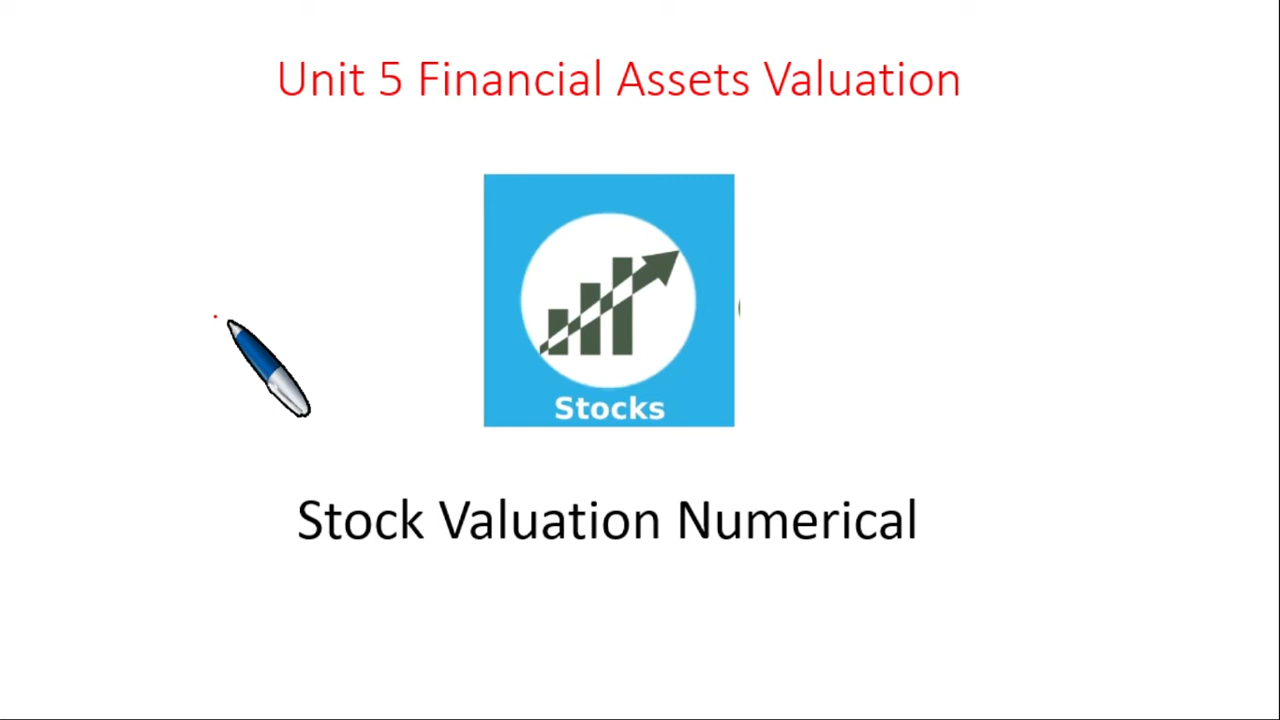 Unit 5 Financial Assets Valuation
Stocks
Stock Valuation Numerical